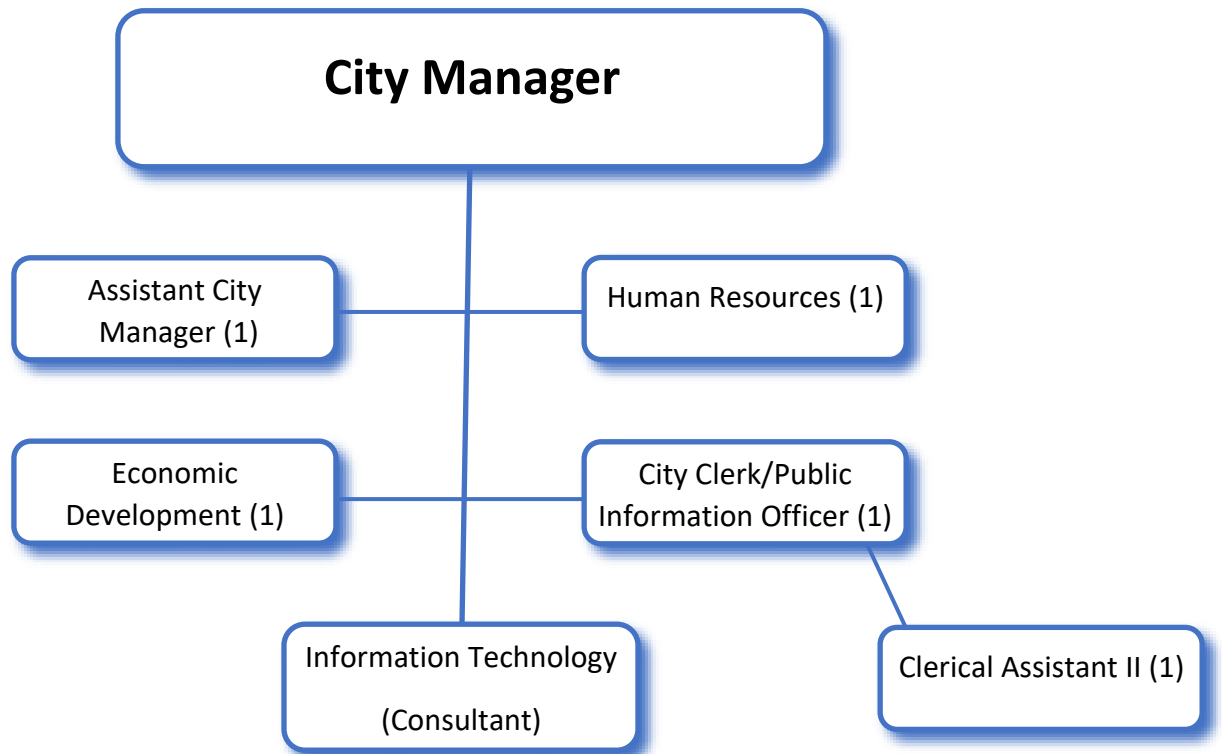 City Manager
Assistant City
Manager (1)
Human Resources (1)
Economic
Development (1)
City Clerk/Public
Information Officer (1)
Information Technology
(Consultant)
Clerical Assistant II (1)